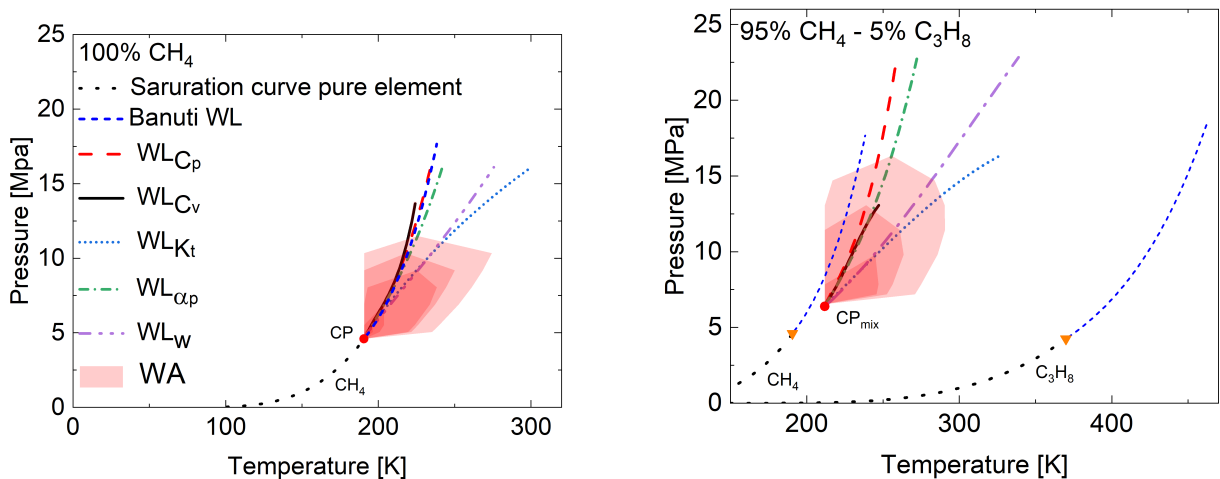 100% CH4
Saruration curve pure element
Banuti WL
WLCp
WLCv
WLKt
WLαp
WLw
WA
CP
CH4
25
20
15
10
5
0
Pressure [Mpa]
0
100
200
300
Temperature [K]
95% CH4 - 5% C3H8
CPmix
CH4
C3H8
25
20
15
10
5
0
Pressure [MPa]
200
300
400
Temperature [K]